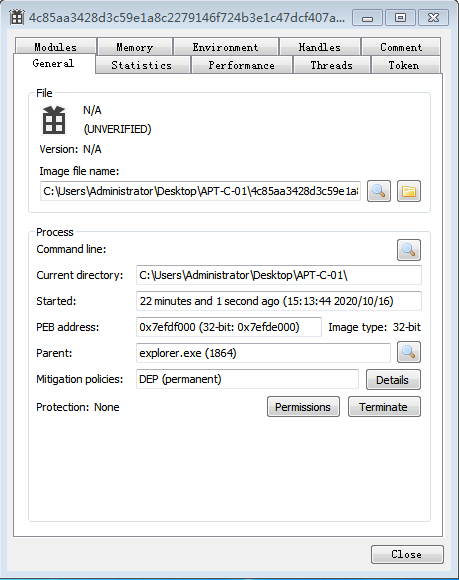 4c85aa3428d3c59e1a8c2279146f724b3e1c47dcf407a...
Modules Memory Environment Handles Comment
General Statistics Performance Threads Token
File
N/A
(UNVERIFIED)
Version: N/A
Image file name:
C:\Users\Administrator\Desktop\APT-C-01\4c85aa3428d3c59e1a8
Process
Command line:
Current directory: C:\Users\Administrator\Desktop\APT-C-01\
Started: 22 minutes and 1 second ago (15:13:44 2020/10/16)
PEB address: 0x7efdf000 (32-bit: 0x7efde000) Image type: 32-bit
Parent: explorer.exe (1864)
Mitigation policies: DEP (permanent) Details
Protection: None Permissions Terminate
Close